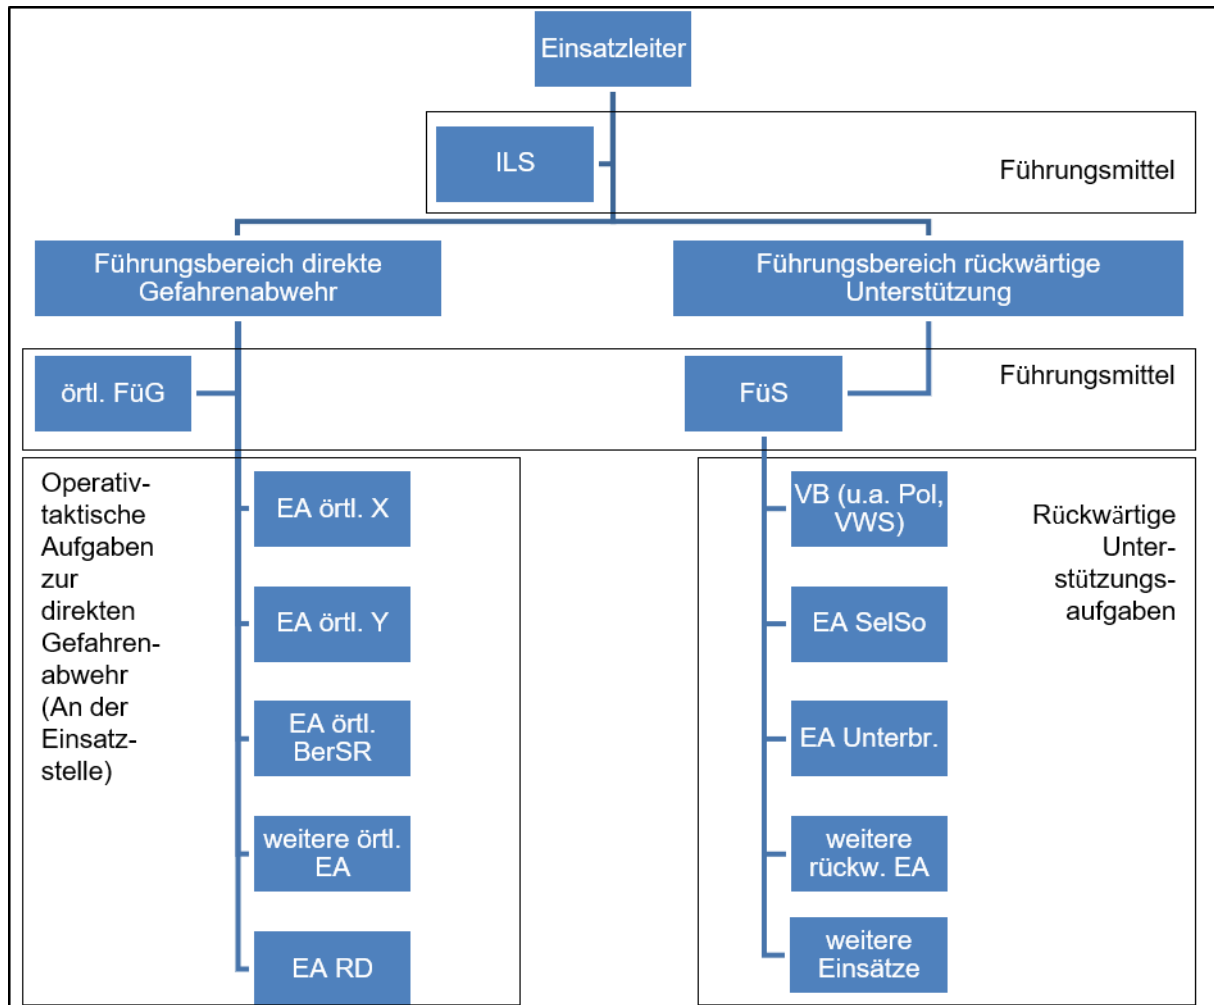 Einsatzleiter
ILS
Führungsmittel
Führungsbereich direkte
Gefahrenabwehr
Führungsbereich rückwärtige
Unterstützung
örtl. FüG
FüS
Führungsmittel
Operativ-
taktische
Aufgaben
zur
direkten
Gefahren-
abwehr
(An der
Einsatz-
stelle)
EA örtl. X
EA örtl. Y
EA örtl.
BerSR
weitere örtl.
EA
EA RD
VB (u.a. Pol,
VWS)
EA SelSo
EA Unterbr.
weitere
rückw. EA
weitere
Einsätze
Rückwärtige
Unter-
stützungs-
aufgaben